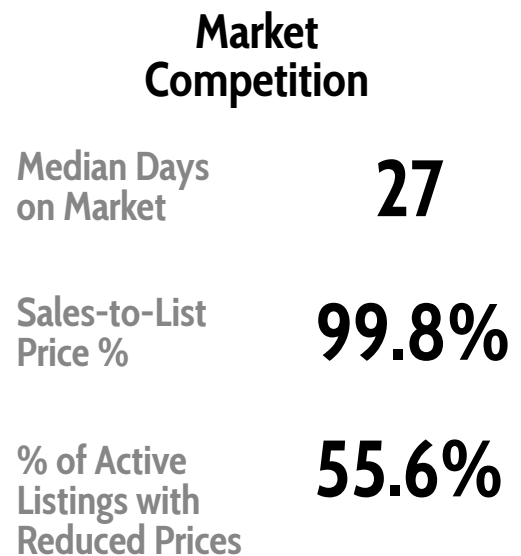 Market
Competition
Median Days
on Market
27
Sales-to-List
Price %
99.8%
% of Active
Listings with
Reduced Prices
55.6%